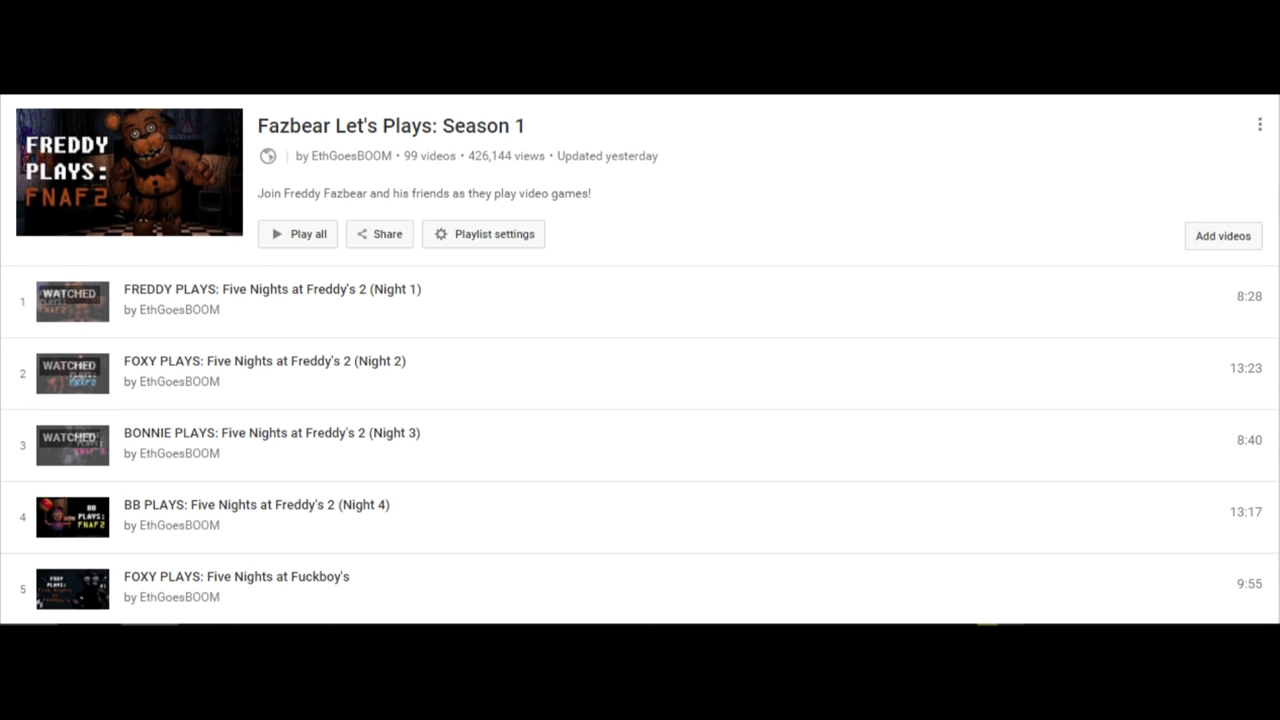 FREDDY
PLAYS:
FNAF2
Fazbear Let's Plays: Season 1
by EthGoesBOOM • 99 videos • 426,144 views • Updated yesterday
Join Freddy Fazbear and his friends as they play video games!
Play all
Share
Playlist settings
Add videos
1
WATCHED
FREDDY PLAYS: Five Nights at Freddy's 2 (Night 1)
by EthGoesBOOM
8:28
2
WATCHED
FOXY PLAYS: Five Nights at Freddy's 2 (Night 2)
by EthGoesBOOM
13:23
3
WATCHED
BONNIE PLAYS: Five Nights at Freddy's 2 (Night 3)
by EthGoesBOOM
8:40
4
BB
PLAYS:
FNAF2
BB PLAYS: Five Nights at Freddy's 2 (Night 4)
by EthGoesBOOM
13:17
5
FOXY
PLAYS:
FOXY PLAYS: Five Nights at Fuckboy's
by EthGoesBOOM
9:55